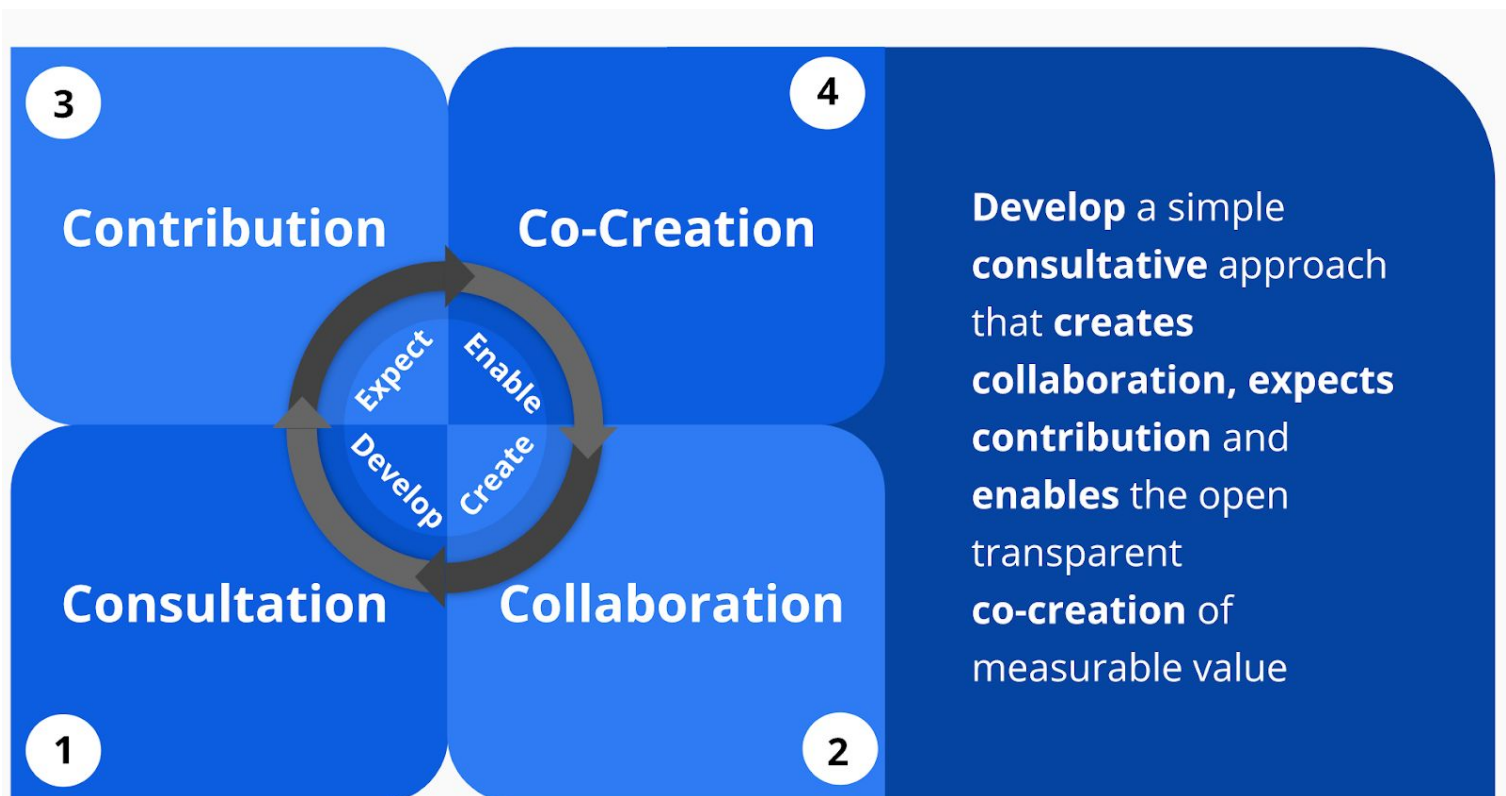 3
4
Contribution
Co-Creation
Expect
Enable
Develop
Create
Consultation
Collaboration
1
2
Develop a simple
consultative approach
that creates
collaboration, expects
contribution and
enables the open
transparent
co-creation of
measurable value